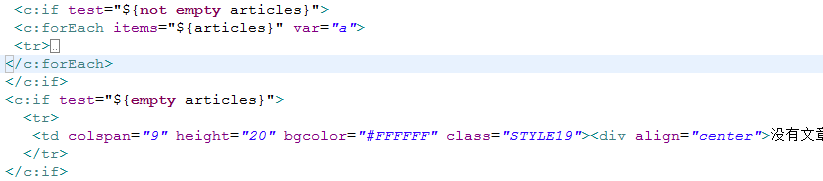 <c:if test="${not empty articles}">
<c:forEach items="${articles}" var="a">
<tr>..
</c:forEach>
</c:if>
<c:if test="${empty articles}">
<tr>
<td colspan="9" height="20" bgcolor="#FFFFFF" class="STYLE19"><div align="center">没有文章
</tr>
</c:if>